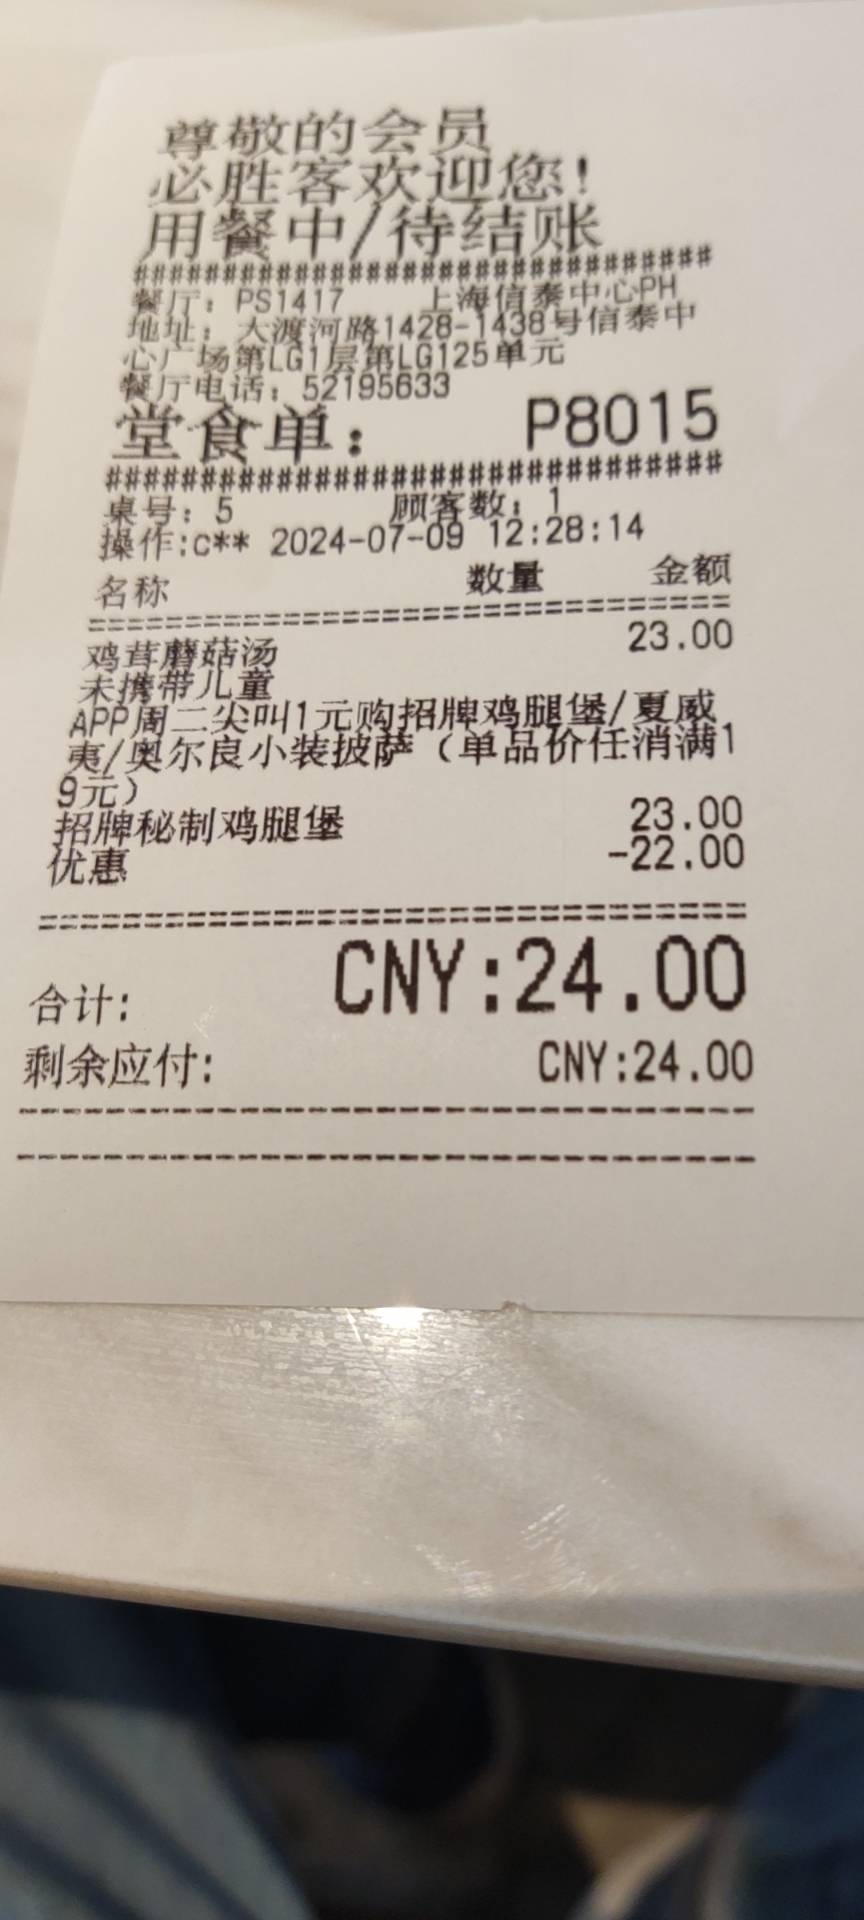 尊敬的会员
必胜客欢迎您!
用餐中/待结账
################################
餐厅: PS1417 上海信泰中心PH
地址: 大渡河路1428-1438号信泰中
心广场第LG1层第LG125单元
餐厅电话: 52195633
堂食单: P8015
################################
桌号: 5 顾客数: 1
操作:c** 2024-07-09 12:28:14
名称 数量 金额
================================
鸡茸蘑菇汤 23.00
未携带儿童
APP周二尖叫1元购招牌鸡腿堡/夏威
夷/奥尔良小装披萨（单品价任消满1
9元）
招牌秘制鸡腿堡 23.00
优惠 -22.00
================================
合计: CNY:24.00
剩余应付: CNY:24.00
--------------------------------
--------------------------------